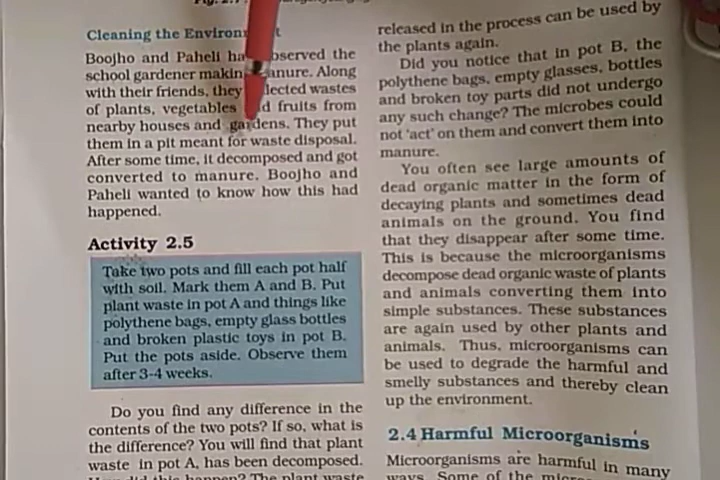 Cleaning the Environ t
Boojho and Paheli ha bserved the
school gardener makin anure. Along
with their friends, they lected wastes
of plants, vegetables d fruits from
nearby houses and gardens. They put
them in a pit meant for waste disposal.
After some time, it decomposed and got
converted to manure. Boojho and
Paheli wanted to know how this had
happened.
Activity 2.5
Take two pots and fill each pot half
with soil. Mark them A and B. Put
plant waste in pot A and things like
polythene bags, empty glass bottles
and broken plastic toys in pot B.
Put the pots aside. Observe them
after 3-4 weeks.
Do you find any difference in the
contents of the two pots? If so, what is
the difference? You will find that plant
waste in pot A, has been decomposed.
How did this happen? The plant waste
released in the process can be used by
the plants again.
Did you notice that in pot B, the
polythene bags, empty glasses, bottles
and broken toy parts did not undergo
any such change? The microbes could
not 'act' on them and convert them into
manure.
You often see large amounts of
dead organic matter in the form of
decaying plants and sometimes dead
animals on the ground. You find
that they disappear after some time.
This is because the microorganisms
decompose dead organic waste of plants
and animals converting them into
simple substances. These substances
are again used by other plants and
animals. Thus, microorganisms can
be used to degrade the harmful and
smelly substances and thereby clean
up the environment.
2.4 Harmful Microorganisms
Microorganisms are harmful in many
ways. Some of the